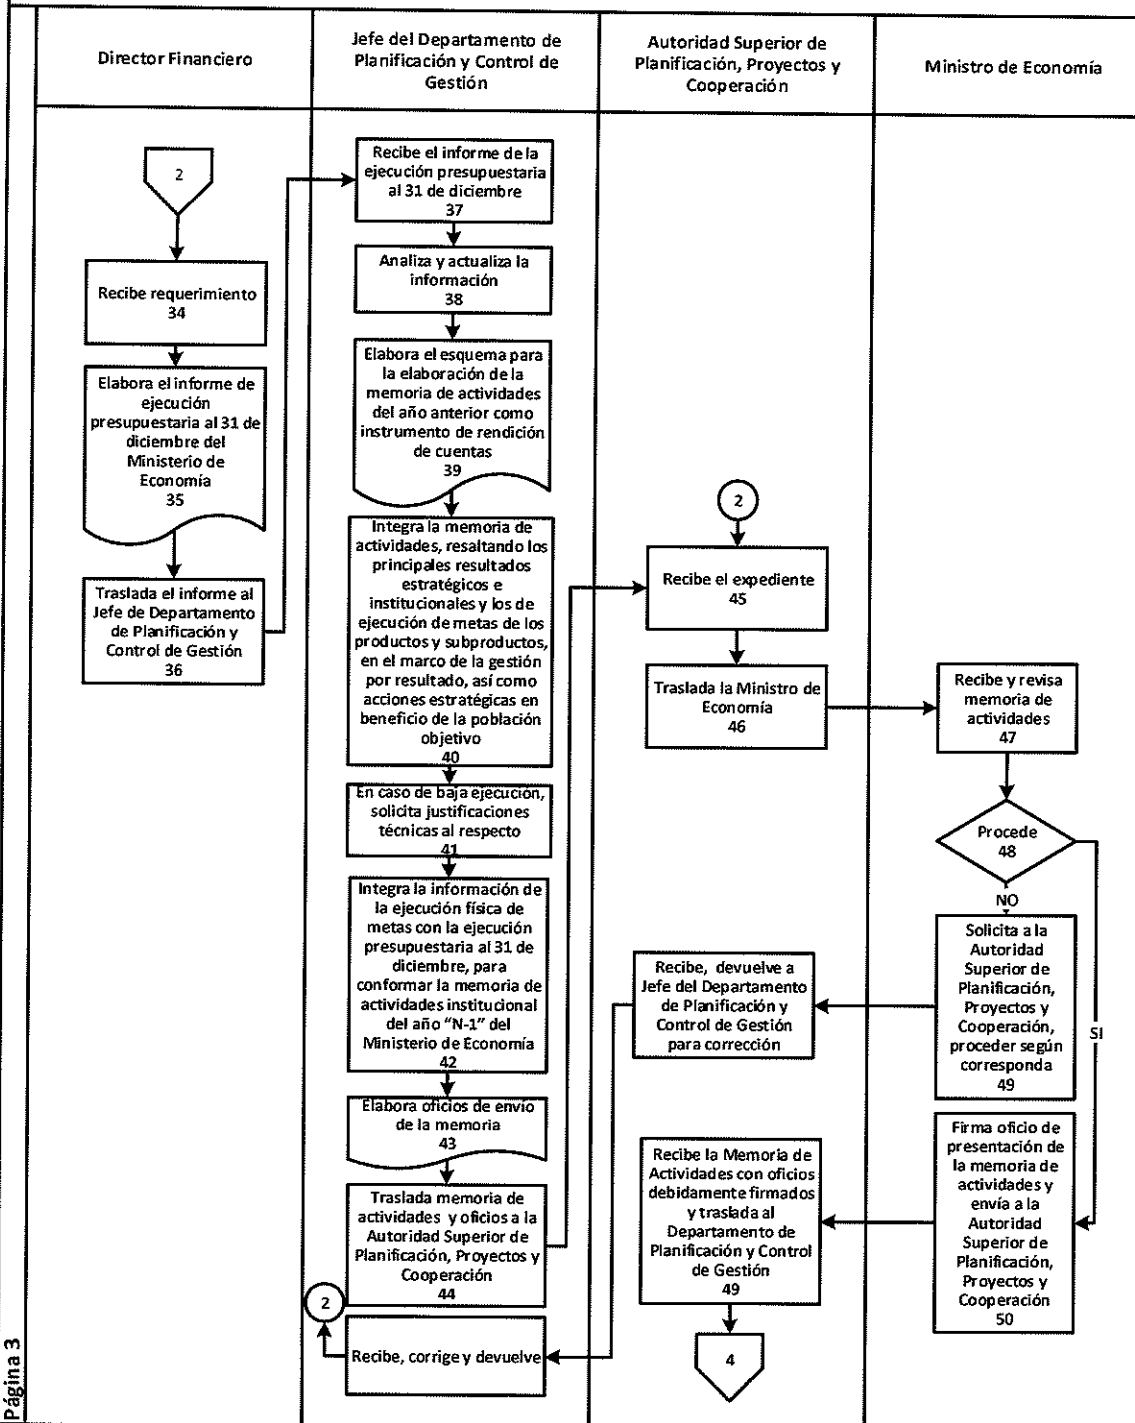 Director Financiero
Jefe del Departamento de
Planificación y Control de
Gestión
Autoridad Superior de
Planificación, Proyectos y
Cooperación
Ministro de Economía
2
Recibe requerimiento
34
Elabora el informe de
ejecución
presupuestaria al 31 de
diciembre del
Ministerio de
Economía
35
Traslada el informe al
Jefe de Departamento
de Planificación y
Control de Gestión
36
Recibe el informe de la
ejecución presupuestaria
al 31 de diciembre
37
Analiza y actualiza la
información
38
Elabora el esquema para
la elaboración de la
memoria de actividades
del año anterior como
instrumento de rendición
de cuentas
39
Integra la memoria de
actividades, resaltando los
principales resultados
estratégicos e
institucionales y los de
ejecución de metas de los
productos y subproductos,
en el marco de la gestión
por resultado, así como
acciones estratégicas en
beneficio de la población
objetivo
40
En caso de baja ejecución,
solicita justificaciones
técnicas al respecto
41
Integra la información de
la ejecución física de
metas con la ejecución
presupuestaria al 31 de
diciembre, para
conformar la memoria de
actividades institucional
del año "N-1" del
Ministerio de Economía
42
Elabora oficios de envío
de la memoria
43
Traslada memoria de
actividades y oficios a la
Autoridad Superior de
Planificación, Proyectos y
Cooperación
44
2
Recibe, corrige y devuelve
2
Recibe el expediente
45
Traslada la Ministro de
Economía
46
Recibe, devuelve a
Jefe del Departamento
de Planificación y
Control de Gestión
para corrección
Recibe la Memoria de
Actividades con oficios
debidamente firmados
y traslada al
Departamento de
Planificación y Control
de Gestión
49
4
Recibe y revisa
memoria de
actividades
47
Procede
48
NO
SI
Solicita a la
Autoridad
Superior de
Planificación,
Proyectos y
Cooperación,
proceder según
corresponda
49
Firma oficio de
presentación de
la memoria de
actividades y
envía a la
Autoridad
Superior de
Planificación,
Proyectos y
Cooperación
50
Página 3